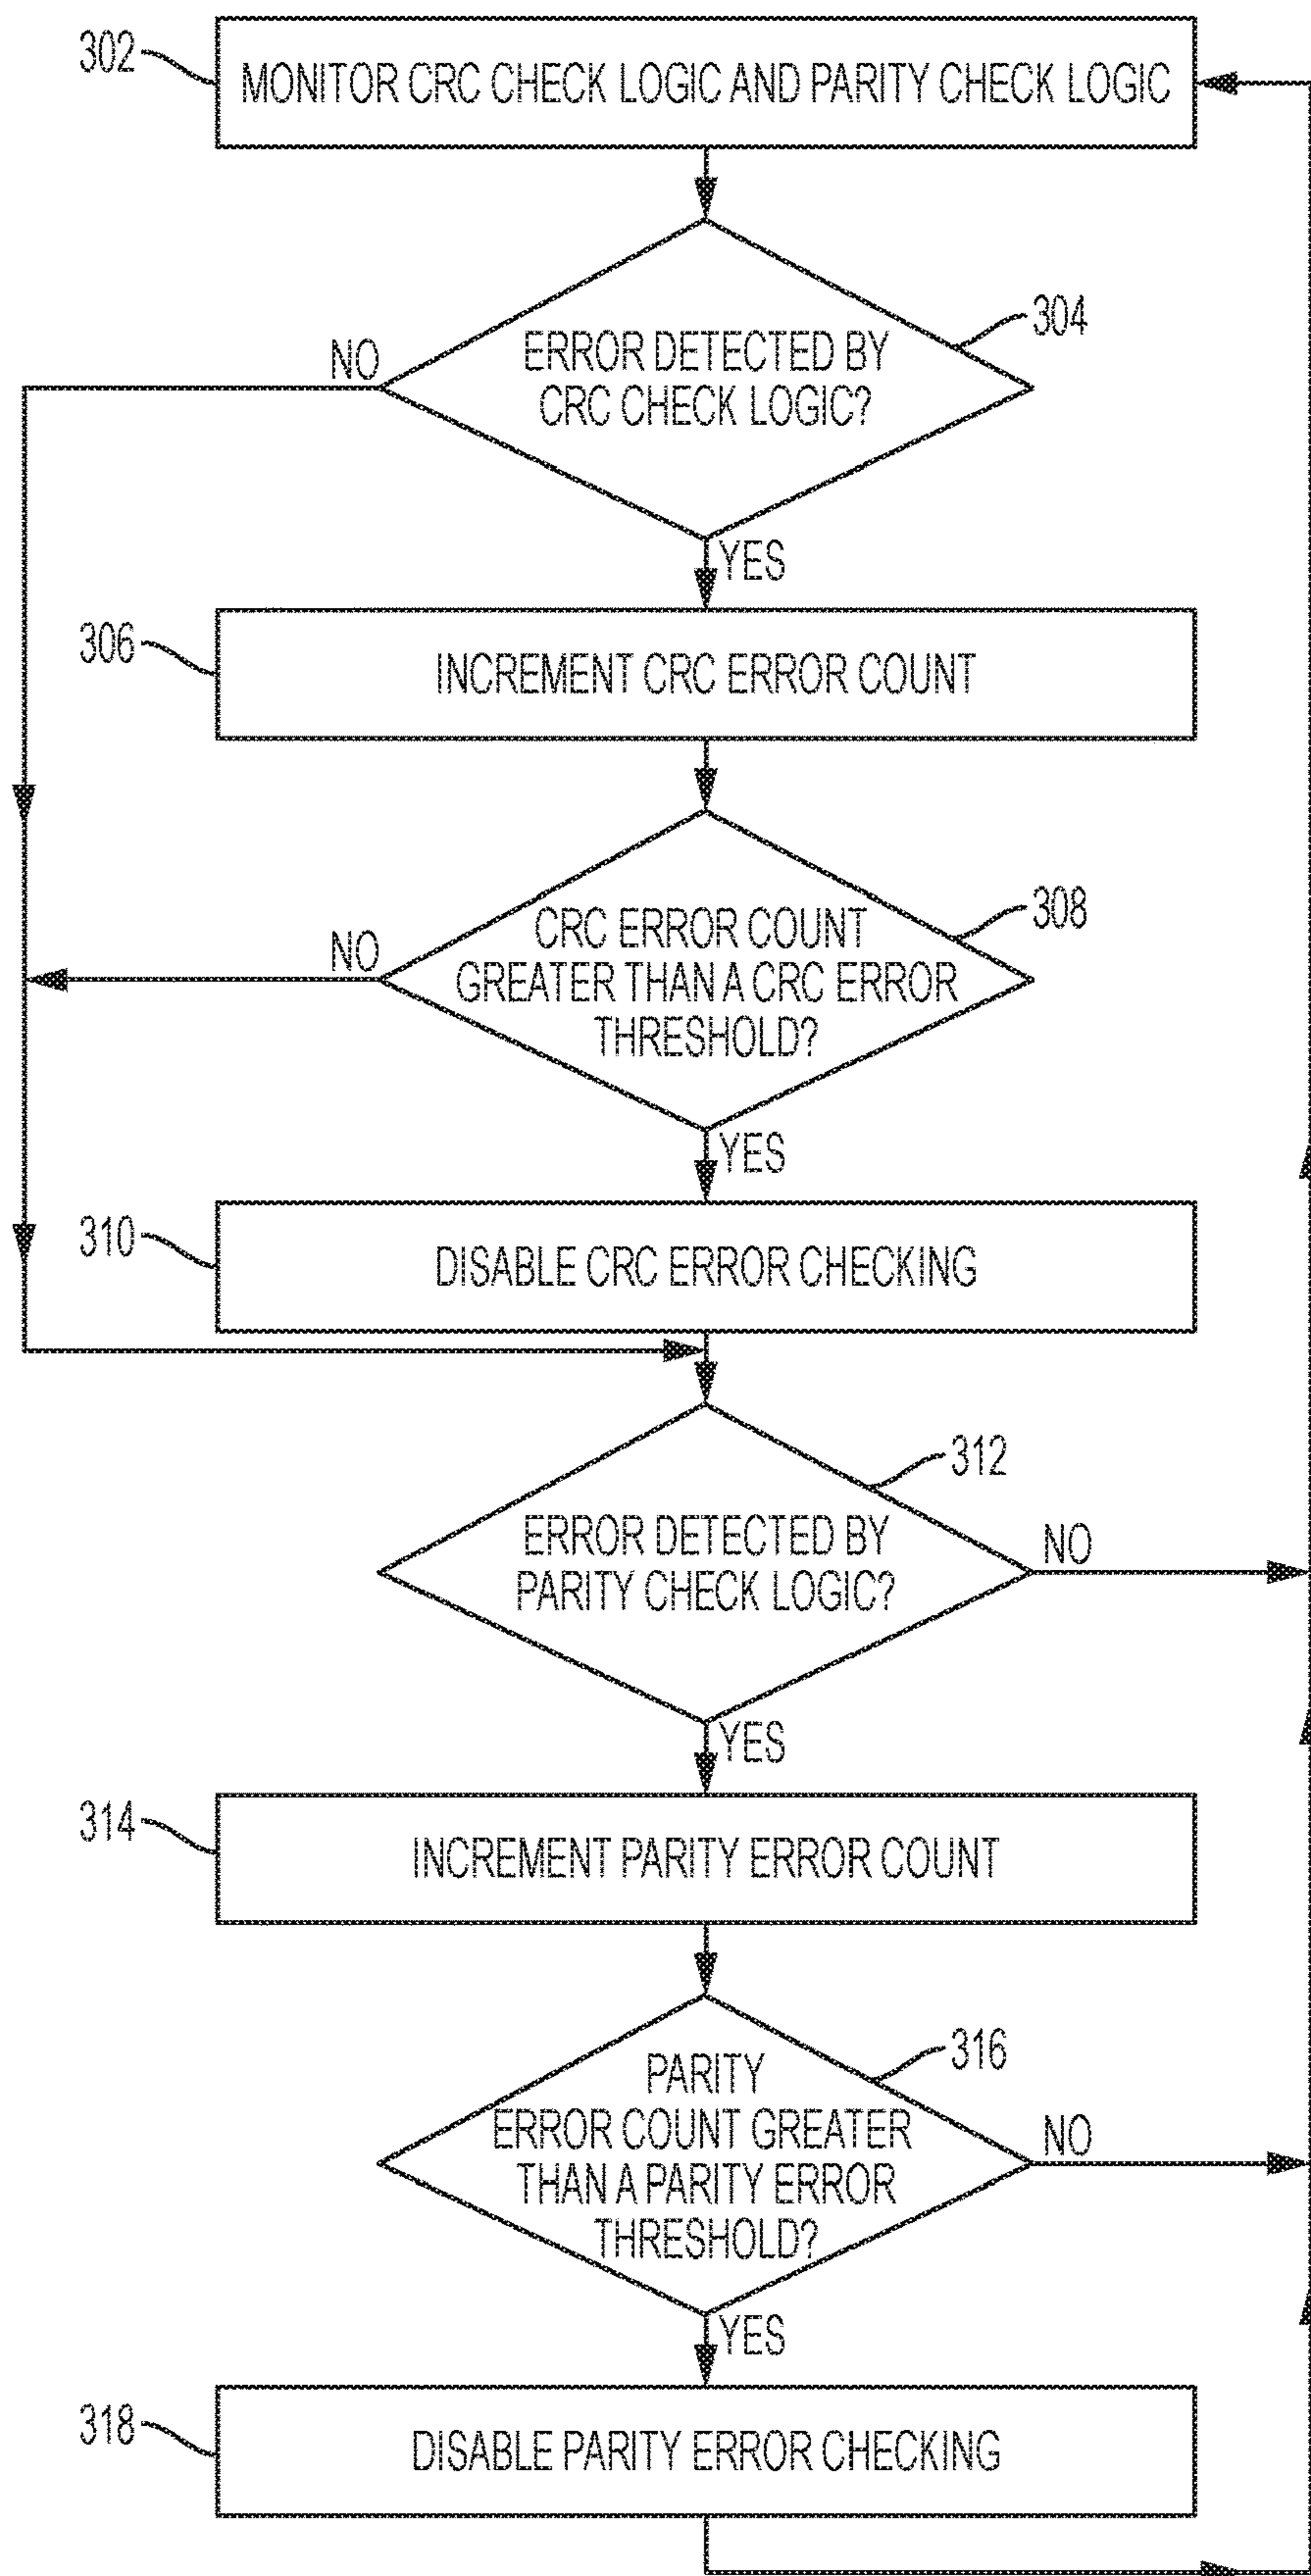 302
MONITOR CRC CHECK LOGIC AND PARITY CHECK LOGIC
304
NO
ERROR DETECTED BY
CRC CHECK LOGIC?
YES
306
INCREMENT CRC ERROR COUNT
308
NO
CRC ERROR COUNT
GREATER THAN A CRC ERROR
THRESHOLD?
YES
310
DISABLE CRC ERROR CHECKING
312
ERROR DETECTED BY
PARITY CHECK LOGIC?
NO
YES
314
INCREMENT PARITY ERROR COUNT
316
PARITY
ERROR COUNT GREATER
THAN A PARITY ERROR
THRESHOLD?
NO
YES
318
DISABLE PARITY ERROR CHECKING